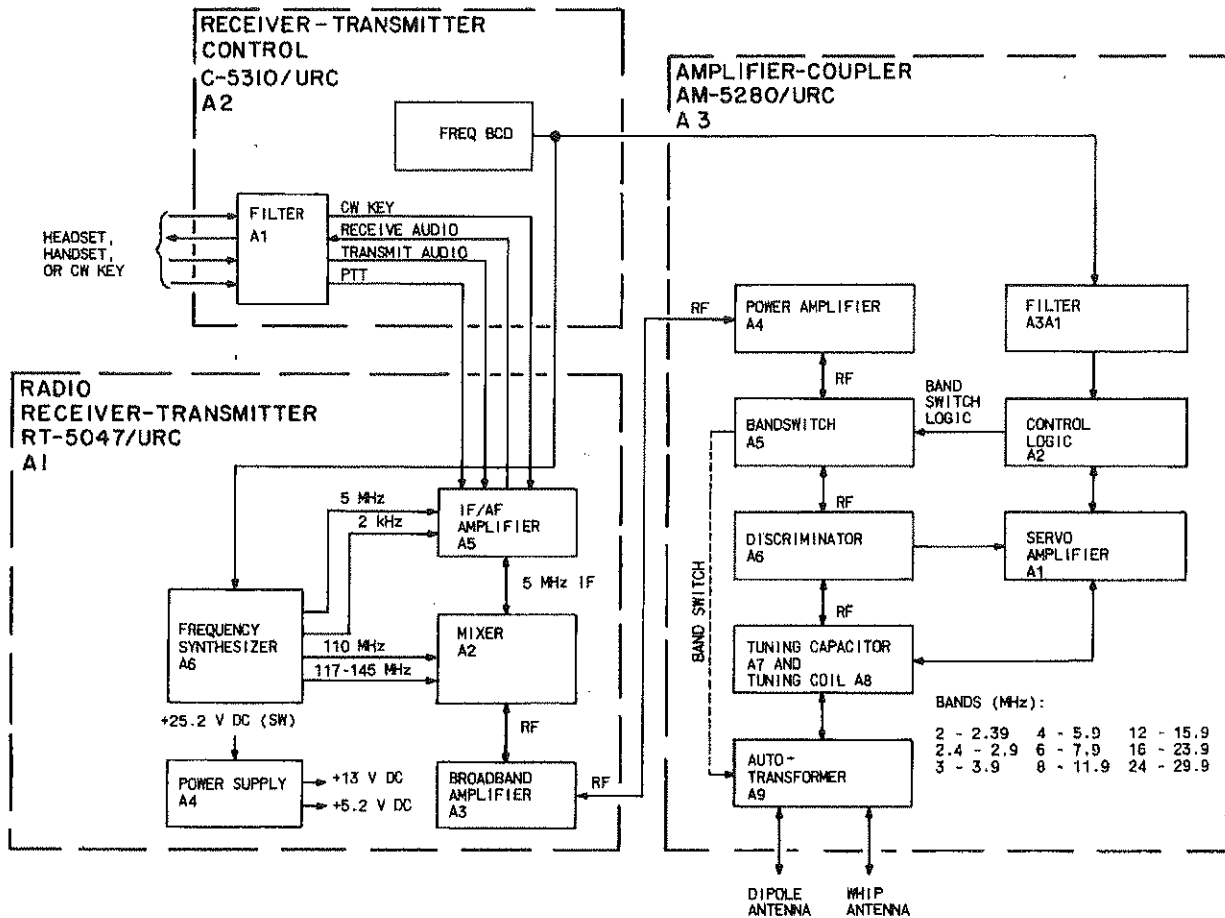 RECEIVER-TRANSMITTER
CONTROL
C-5310/URC
A2
FREQ BCD
FILTER
A1
CW KEY
RECEIVE AUDIO
TRANSMIT AUDIO
PTT
HEADSET,
HANDSET,
OR CW KEY
AMPLIFIER-COUPLER
AM-5280/URC
A3
RF
POWER AMPLIFIER
A4
FILTER
A3A1
RF
BAND
SWITCH
LOGIC
BANDSWITCH
A5
CONTROL
LOGIC
A2
RF
DISCRIMINATOR
A6
SERVO
AMPLIFIER
A1
RF
BAND SWITCH
TUNING CAPACITOR
A7 AND
TUNING COIL A8
BANDS (MHz):
2 - 2.39 4 - 5.9 12 - 15.9
2.4 - 2.9 6 - 7.9 16 - 23.9
3 - 3.9 8 - 11.9 24 - 29.9
AUTO-
TRANSFORMER
A9
DIPOLE
ANTENNA
WHIP
ANTENNA
RADIO
RECEIVER-TRANSMITTER
RT-5047/URC
A1
5 MHz
2 kHz
IF/AF
AMPLIFIER
A5
5 MHz IF
FREQUENCY
SYNTHESIZER
A6
110 MHz
117-145 MHz
MIXER
A2
+25.2 V DC (SW)
RF
POWER SUPPLY
A4
+13 V DC
+5.2 V DC
BROADBAND
AMPLIFIER
A3
RF